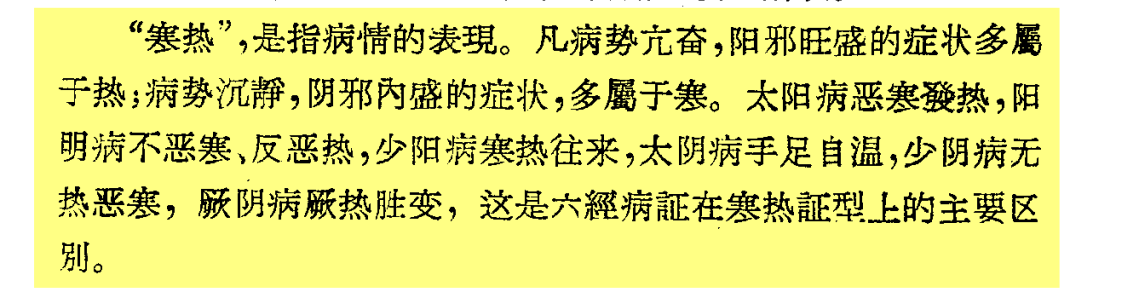 “寒热”,是指病情的表現。凡病势亢奋,阳邪旺盛的症状多屬
于热;病势沉靜,阴邪內盛的症状,多屬于寒。太阳病恶寒發热,阳
明病不恶寒、反恶热,少阳病寒热往来,太阴病手足自温,少阴病无
热恶寒，厥阴病厥热胜变，这是六經病証在寒热証型上的主要区
別。